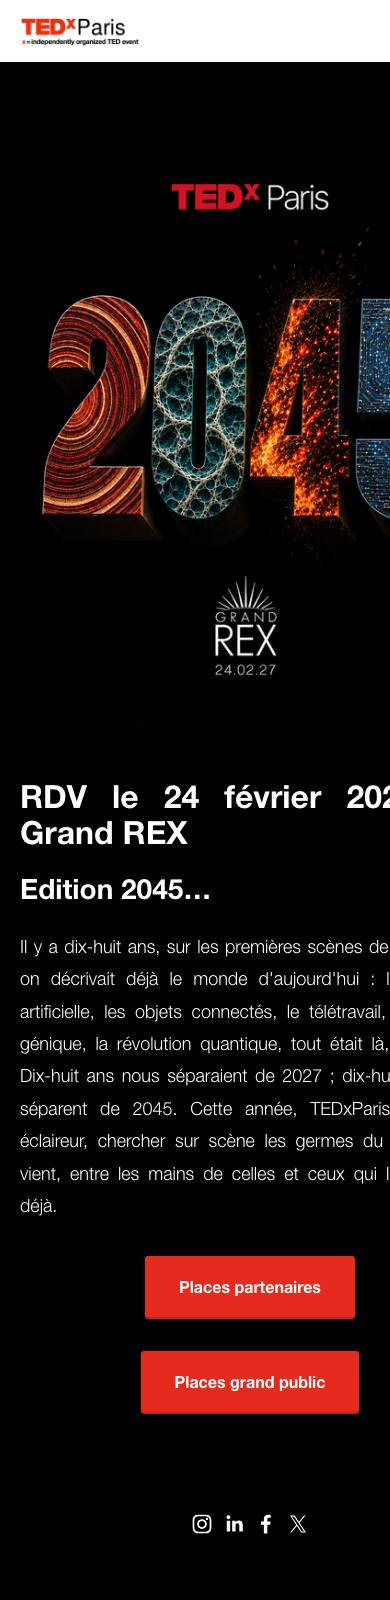 TEDxParis
x = independently organized TED event
TEDx Paris
204
GRAND
REX
24.02.27
RDV le 24 février
Grand REX
Edition 2045...
Il y a dix-huit ans, sur les premières scènes de
on décrivait déjà le monde d'aujourd'hui :
artificielle, les objets connectés, le télétravail,
génique, la révolution quantique, tout était là,
Dix-huit ans nous séparaient de 2027 ;
séparent de 2045. Cette année, TEDxParis
éclaireur, chercher sur scène les germes du
vient, entre les mains de celles et ceux qui
déjà.
Places partenaires
Places grand public